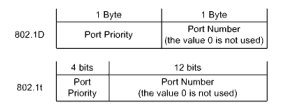 1 Byte 1 Byte
802.1D Port Priority Port Number
(the value 0 is not used)
4 bits 12 bits
802.1t Port Priority Port Number
(the value 0 is not used)